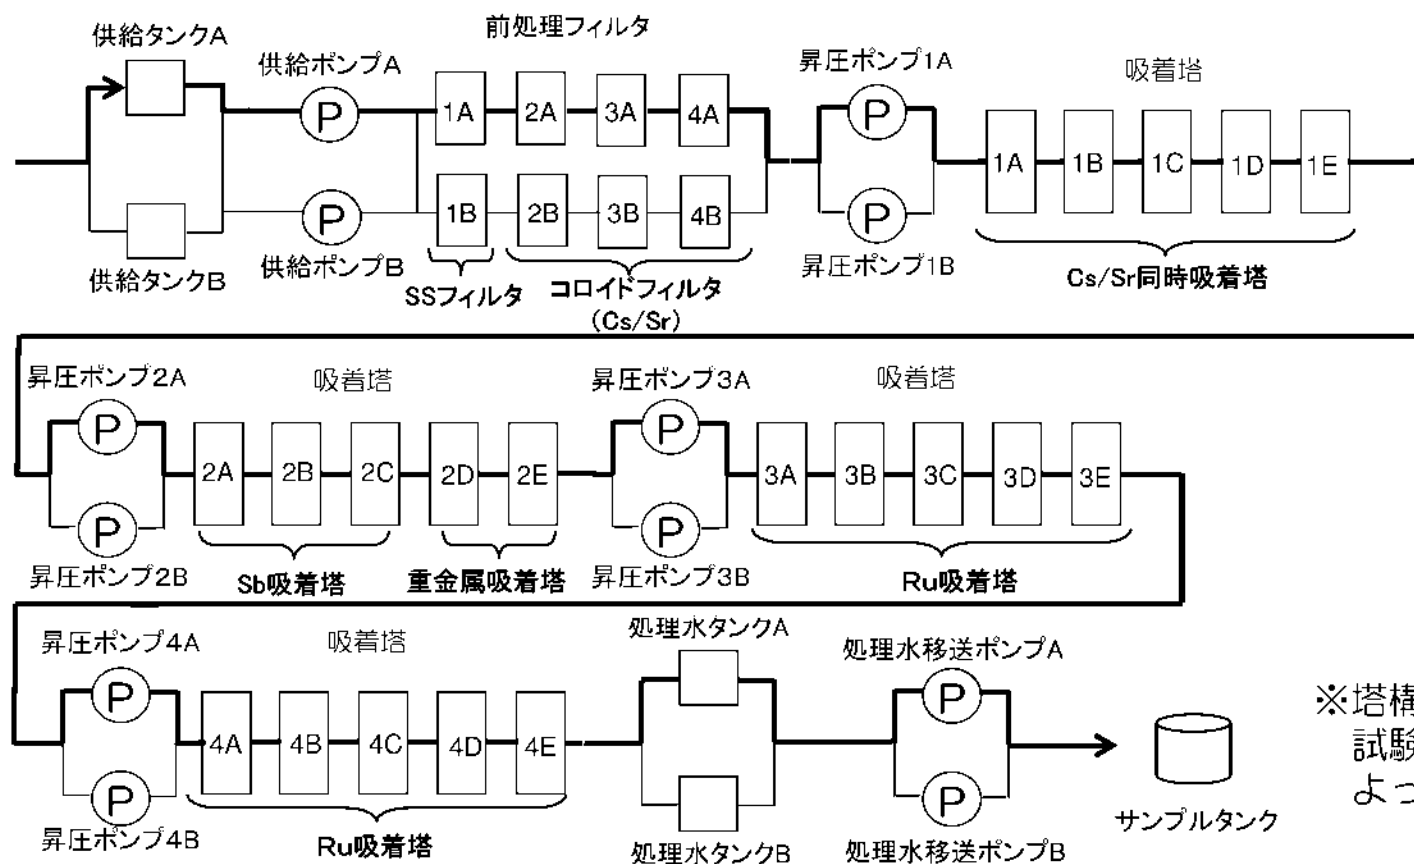 前処理フィルタ
供給タンクA
供給ポンプA
昇圧ポンプ1A
吸着塔
P
P
1A
2A
3A
4A
1A
1B
1C
1D
1E
P
P
1B
2B
3B
4B
供給タンクB
供給ポンプB
SSフィルタ
コロイドフィルタ
(Cs/Sr)
昇圧ポンプ1B
Cs/Sr同時吸着塔
昇圧ポンプ2A
吸着塔
昇圧ポンプ3A
吸着塔
P
P
2A
2B
2C
2D
2E
3A
3B
3C
3D
3E
P
P
昇圧ポンプ2B
Sb吸着塔
重金属吸着塔
昇圧ポンプ3B
Ru吸着塔
昇圧ポンプ4A
吸着塔
処理水タンクA
処理水移送ポンプA
P
P
4A
4B
4C
4D
4E
P
P
昇圧ポンプ4B
Ru吸着塔
処理水タンクB
処理水移送ポンプB
サンプルタンク
※塔構
試験
よっ